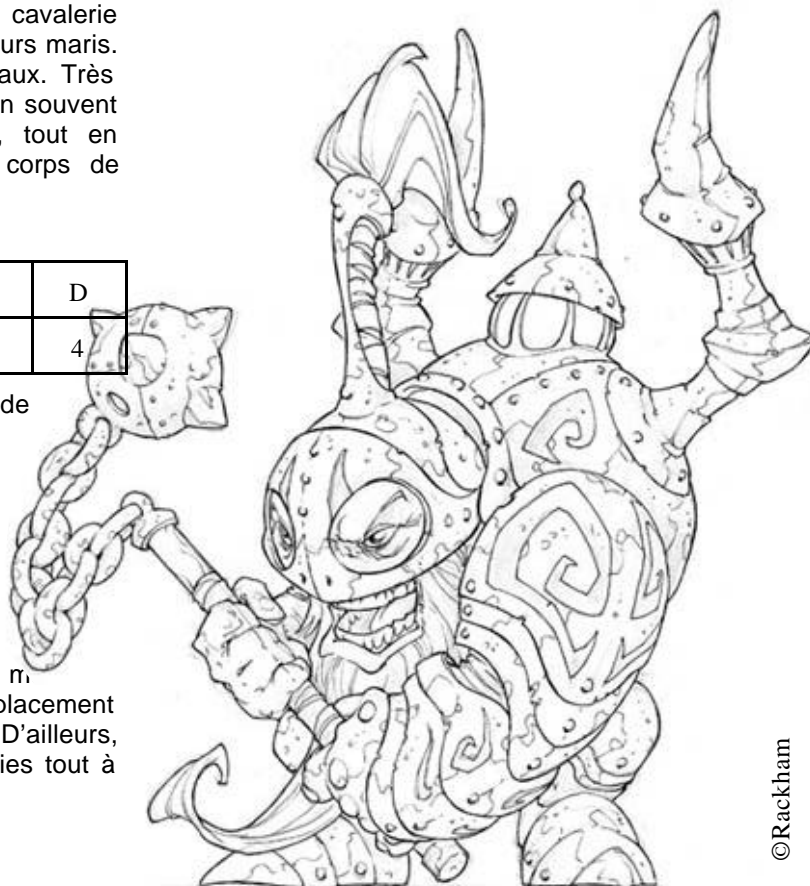 cavalerie
urs maris.
aux. Très
n souvent
, tout en
corps de
D
4
de
m
placement
D'ailleurs,
ies tout à
©Rackham